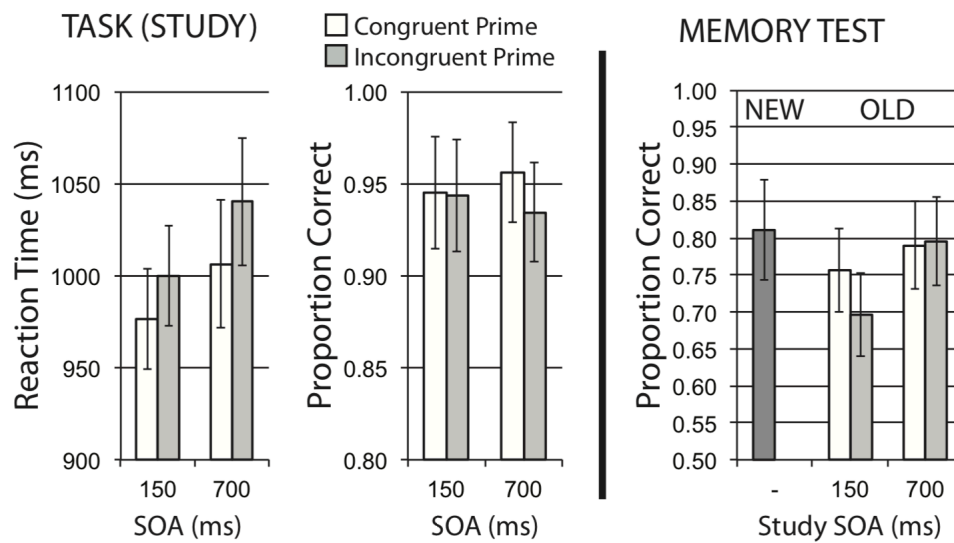 TASK (STUDY)
Congruent Prime
Incongruent Prime
MEMORY TEST
Reaction Time (ms)
1100
1050
1000
950
900
150 700
SOA (ms)
Proportion Correct
1.00
0.95
0.90
0.85
0.80
150 700
SOA (ms)
Proportion Correct
1.00
0.95
0.90
0.85
0.80
0.75
0.70
0.65
0.60
0.55
0.50
NEW OLD
- 150 700
Study SOA (ms)